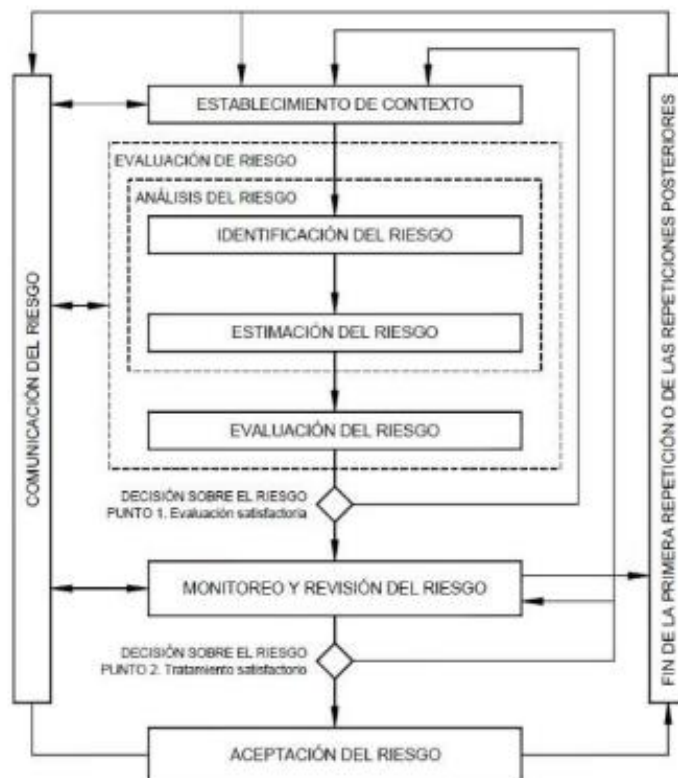 ESTABLECIMIENTO DE CONTEXTO
EVALUACIÓN DE RIESGO
ANÁLISIS DEL RIESGO
IDENTIFICACIÓN DEL RIESGO
ESTIMACIÓN DEL RIESGO
EVALUACIÓN DEL RIESGO
DECISIÓN SOBRE EL RIESGO
PUNTO 1. Evaluación satisfactoria
MONITOREO Y REVISIÓN DEL RIESGO
DECISIÓN SOBRE EL RIESGO
PUNTO 2. Tratamiento satisfactorio
ACEPTACIÓN DEL RIESGO
COMUNICACIÓN DEL RIESGO
FIN DE LA PRIMERA REPETICIÓN O DE LAS REPETICIONES POSTERIORES